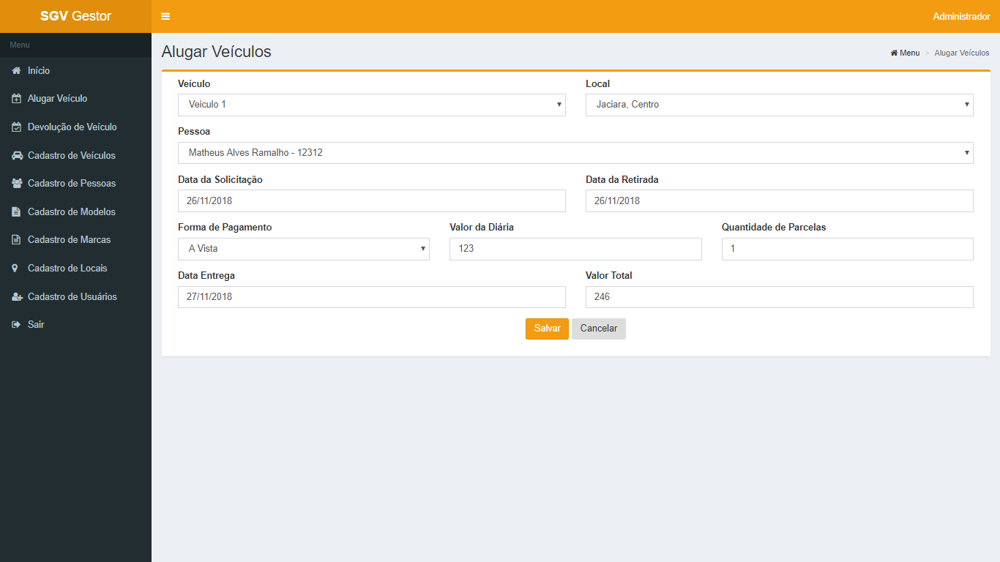 SGV Gestor
Administrador
Menu
Início
Alugar Veículo
Devolução de Veículo
Cadastro de Veículos
Cadastro de Pessoas
Cadastro de Modelos
Cadastro de Marcas
Cadastro de Locais
Cadastro de Usuários
Sair
Alugar Veículos
Menu > Alugar Veículos
Veículo
Veiculo 1
Local
Jaciara, Centro
Pessoa
Matheus Alves Ramalho - 12312
Data da Solicitação
26/11/2018
Data da Retirada
26/11/2018
Forma de Pagamento
A Vista
Valor da Diária
123
Quantidade de Parcelas
1
Data Entrega
27/11/2018
Valor Total
246
Salvar
Cancelar